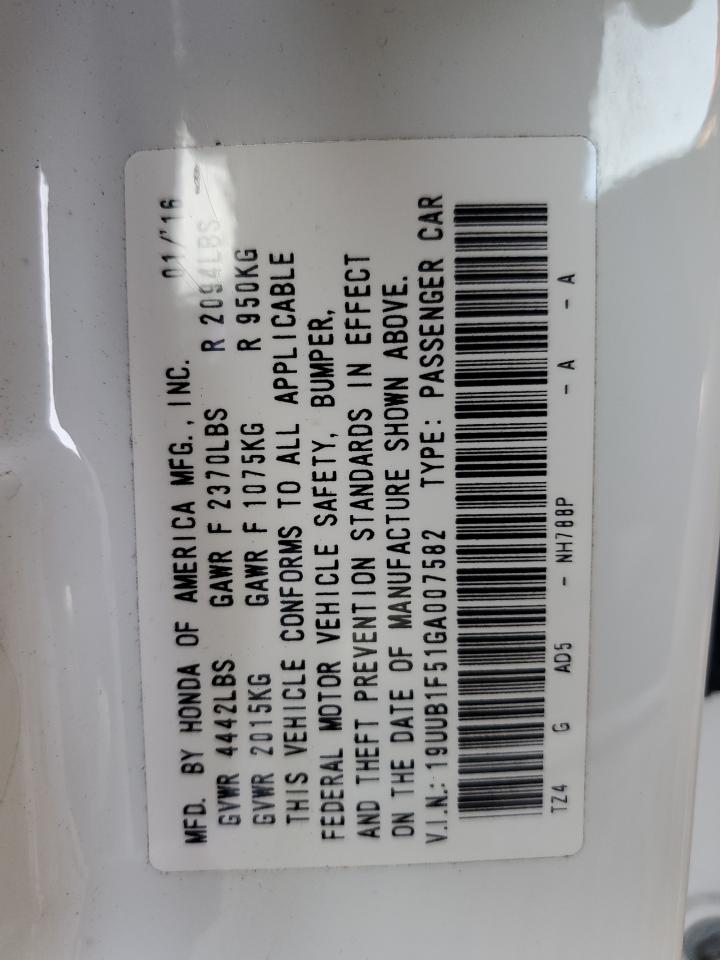 MFD. BY HONDA OF AMERICA MFG., INC. 01/'16
GVWR 4442LBS GAWR F 2370LBS R 2094LBS
GVWR 2015KG GAWR F 1075KG R 950KG
THIS VEHICLE CONFORMS TO ALL APPLICABLE
FEDERAL MOTOR VEHICLE SAFETY, BUMPER,
AND THEFT PREVENTION STANDARDS IN EFFECT
ON THE DATE OF MANUFACTURE SHOWN ABOVE.
V.I.N.: 19UUB1F51GA007582 TYPE: PASSENGER CAR
TZ4 G AD5 - NH788P - A - A